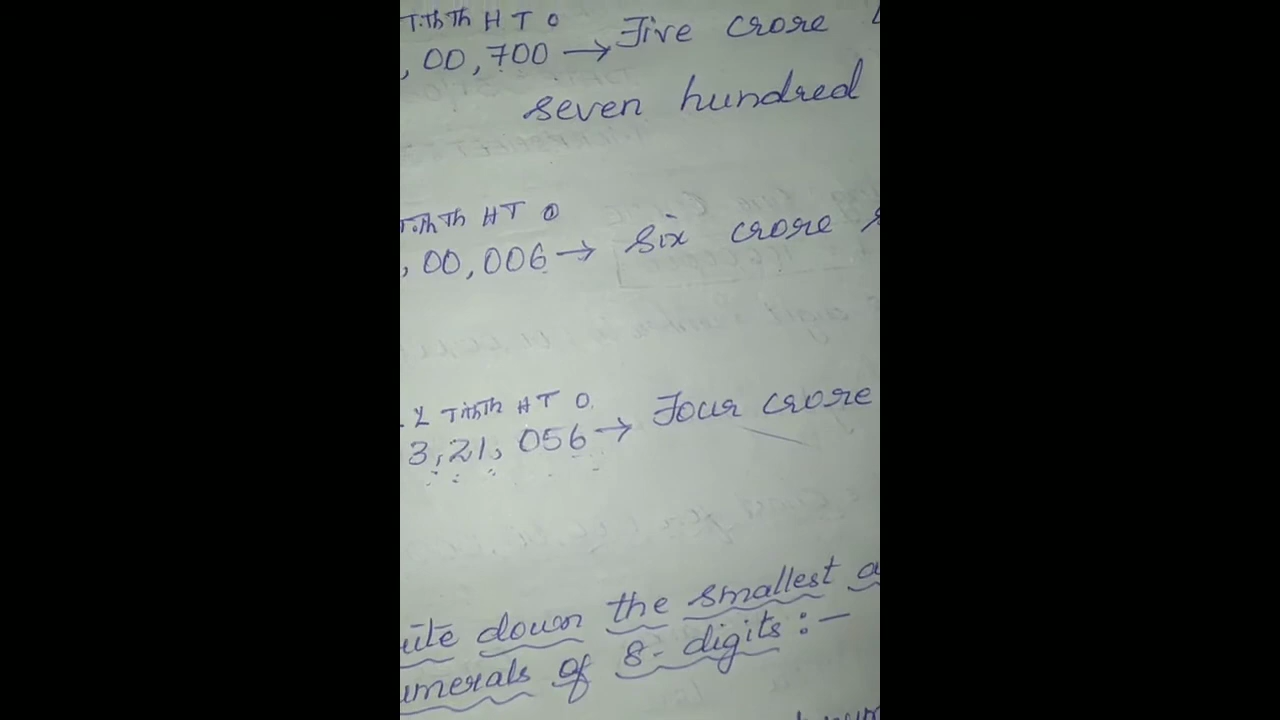 T.Th Th H T O
, 00, 700 → Five crore
seven hundred
T.Th Th H T O
, 00, 006 → six crore s
L T.Th Th H T O
3, 21, 056 → Four crore
ite down the smallest a
umerals of 8-digits :-